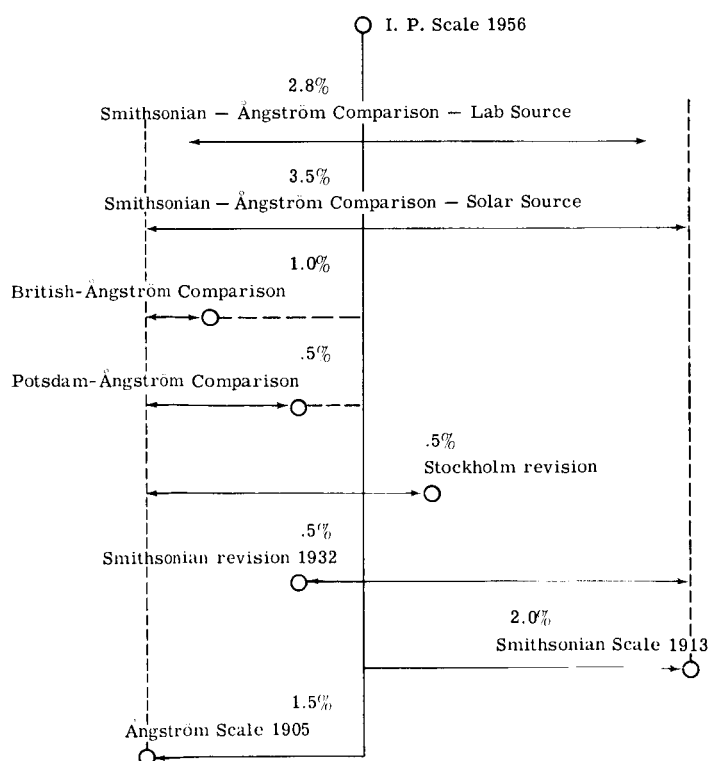 I. P. Scale 1956
2.8%
Smithsonian — Ångström Comparison — Lab Source
3.5%
Smithsonian — Ångström Comparison — Solar Source
1.0%
British-Ångström Comparison
.5%
Potsdam-Ångström Comparison
.5%
Stockholm revision
.5%
Smithsonian revision 1932
2.0%
Smithsonian Scale 1913
1.5%
Ångström Scale 1905